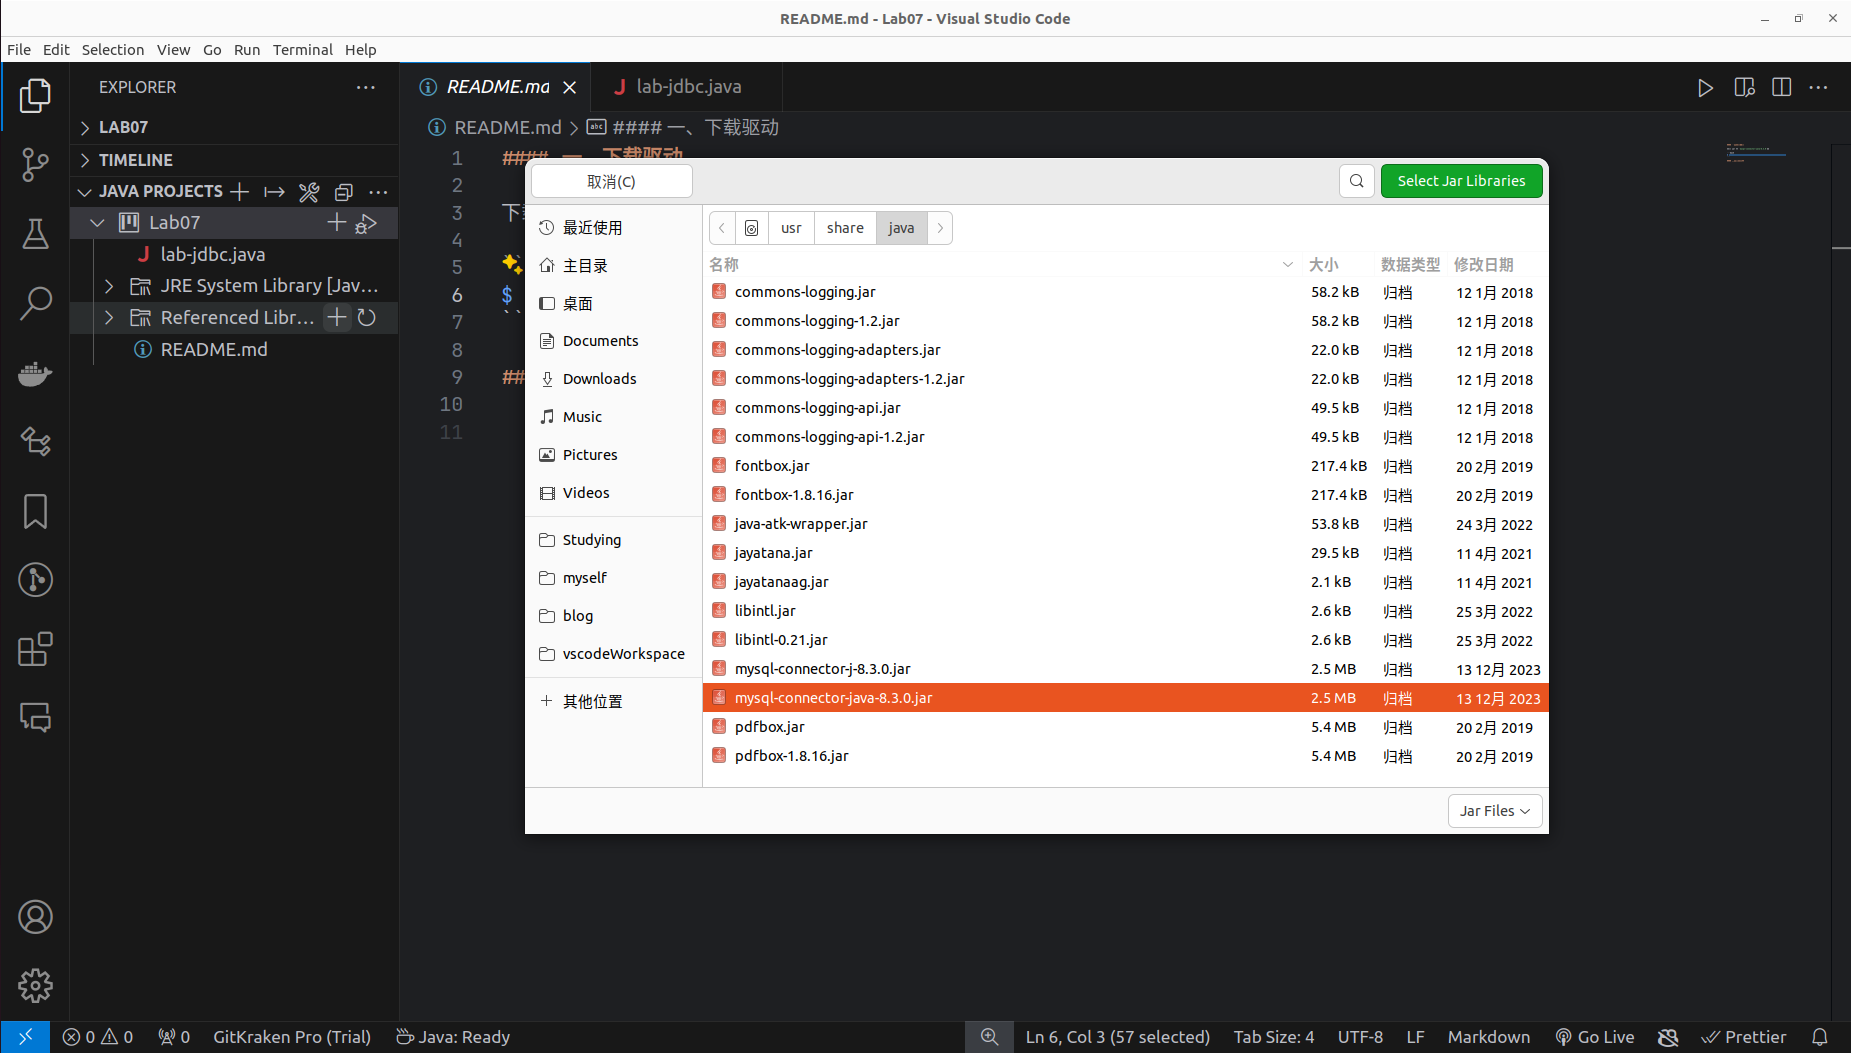 README.md - Lab07 - Visual Studio Code
File Edit Selection View Go Run Terminal Help
EXPLORER
LAB07
TIMELINE
JAVA PROJECTS
Lab07
lab-jdbc.java
JRE System Library [Jav...
Referenced Libr...
README.md
README.md
lab-jdbc.java
README.md > #### 一、下载驱动
1 #### 一、下载驱动
2
3 下
4
5
6 $
7 ``
8
9 ##
10
11
取消(C)
Select Jar Libraries
最近使用
主目录
桌面
Documents
Downloads
Music
Pictures
Videos
Studying
myself
blog
vscodeWorkspace
其他位置
usr share java
名称 大小 数据类型 修改日期
commons-logging.jar 58.2 kB 归档 12 1月 2018
commons-logging-1.2.jar 58.2 kB 归档 12 1月 2018
commons-logging-adapters.jar 22.0 kB 归档 12 1月 2018
commons-logging-adapters-1.2.jar 22.0 kB 归档 12 1月 2018
commons-logging-api.jar 49.5 kB 归档 12 1月 2018
commons-logging-api-1.2.jar 49.5 kB 归档 12 1月 2018
fontbox.jar 217.4 kB 归档 20 2月 2019
fontbox-1.8.16.jar 217.4 kB 归档 20 2月 2019
java-atk-wrapper.jar 53.8 kB 归档 24 3月 2022
jayatana.jar 29.5 kB 归档 11 4月 2021
jayatanaag.jar 2.1 kB 归档 11 4月 2021
libintl.jar 2.6 kB 归档 25 3月 2022
libintl-0.21.jar 2.6 kB 归档 25 3月 2022
mysql-connector-j-8.3.0.jar 2.5 MB 归档 13 12月 2023
mysql-connector-java-8.3.0.jar 2.5 MB 归档 13 12月 2023
pdfbox.jar 5.4 MB 归档 20 2月 2019
pdfbox-1.8.16.jar 5.4 MB 归档 20 2月 2019
Jar Files
0 0 0 GitKraken Pro (Trial) Java: Ready Ln 6, Col 3 (57 selected) Tab Size: 4 UTF-8 LF Markdown Go Live Prettier